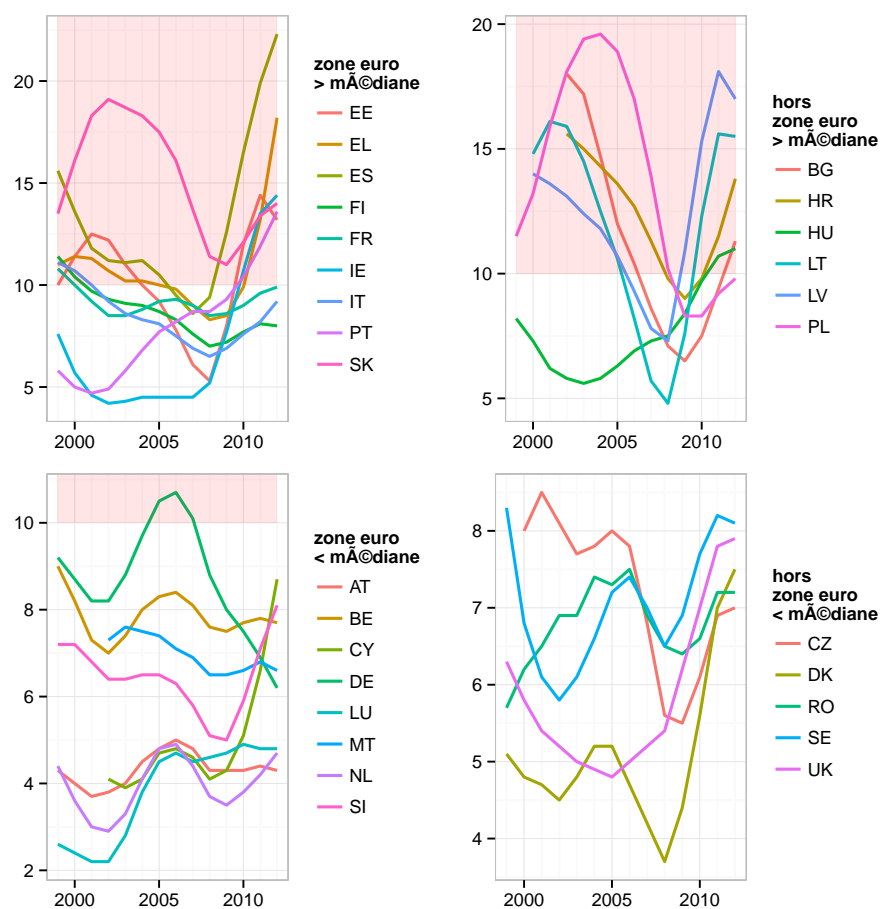 20
15
10
5
2000
2005
2010
zone euro
> mÃ©diane
EE
EL
ES
FI
FR
IE
IT
PT
SK
20
15
10
5
2000
2005
2010
hors
zone euro
> mÃ©diane
BG
HR
HU
LT
LV
PL
10
8
6
4
2
2000
2005
2010
zone euro
< mÃ©diane
AT
BE
CY
DE
LU
MT
NL
SI
8
7
6
5
4
2000
2005
2010
hors
zone euro
< mÃ©diane
CZ
DK
RO
SE
UK